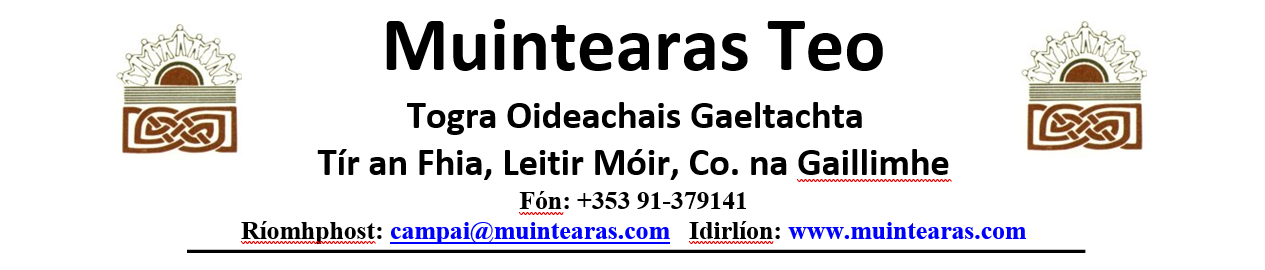 Muintearas Teo
Togra Oideachais Gaeltachta
Tír an Fhia, Leitir Móir, Co. na Gaillimhe
Fón: +353 91-379141
Ríomhphost: campai@muintearas.com Idirlíon: www.muintearas.com